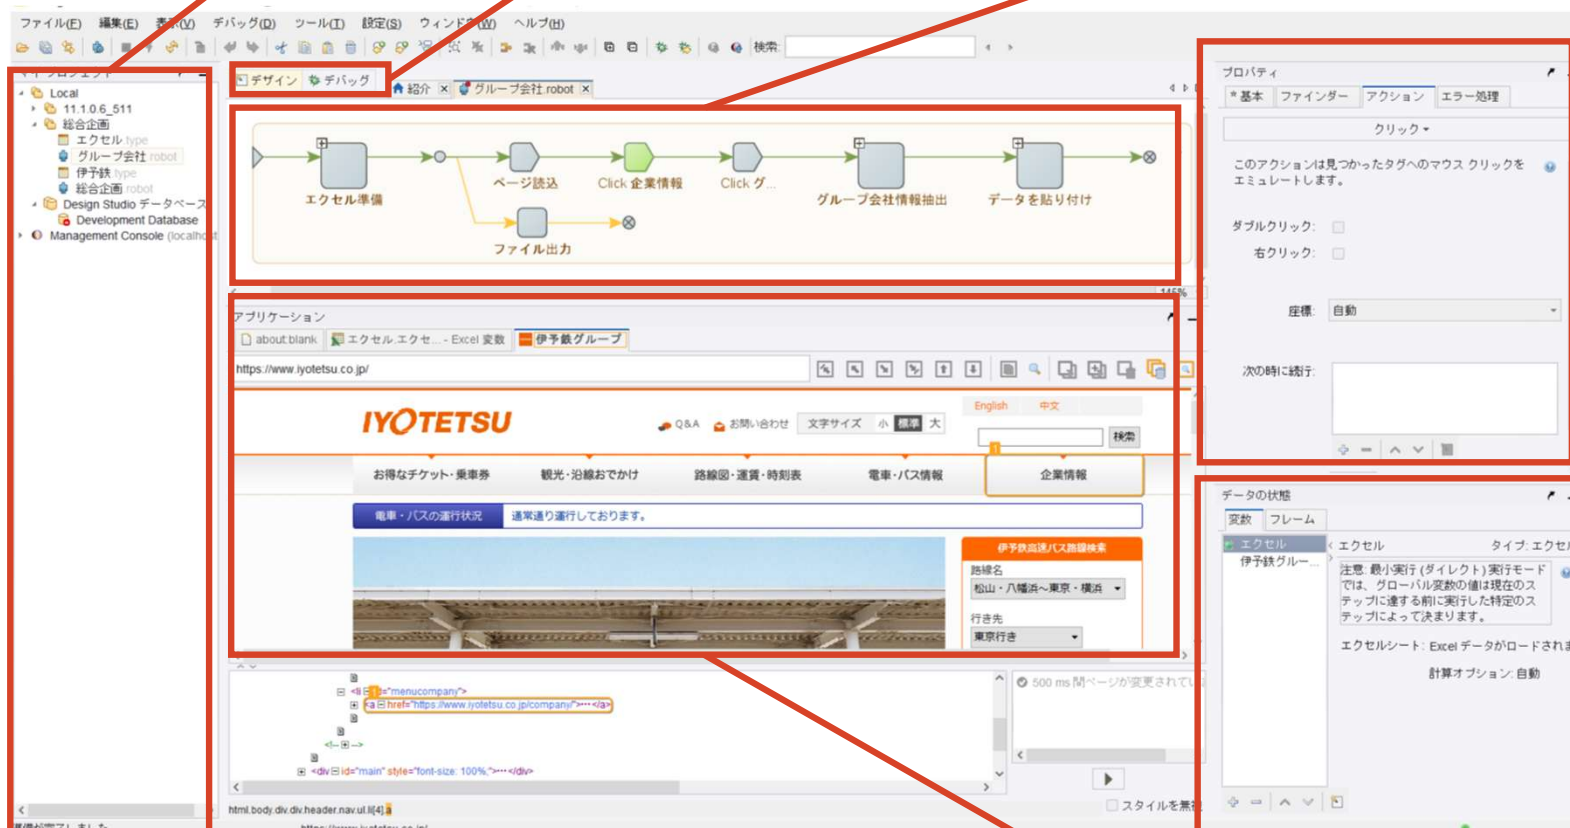 ファイル(F) 編集(E) 表示(V) デバッグ(D) ツール(T) 設定(S) ウィンドウ(W) ヘルプ(H)
検索:
Local
11.1.0.6_511
総合企画
エクセル.type
グループ会社.robot
伊予鉄.type
総合企画.robot
Design Studio データベース
Development Database
Management Console (localhost
デザイン デバッグ
紹介 グループ会社.robot
エクセル準備
ページ読込
Click 企業情報
Click グ...
グループ会社情報抽出
データを貼り付け
ファイル出力
145%
アプリケーション
about:blank エクセル.エクセ... - Excel 変数 伊予鉄グループ
https://www.iyotetsu.co.jp/
IYOTETSU
Q&A お問い合わせ 文字サイズ 小 標準 大
English 中文
検索
お得なチケット・乗車券 観光・沿線おでかけ 路線図・運賃・時刻表 電車・バス情報 企業情報
電車・バスの運行状況 通常通り運行しております。
伊予鉄高速バス路線検索
路線名
松山・八幡浜～東京・横浜
行き先
東京行き
"menucompany">
<a href="https://www.iyotetsu.co.jp/company/">···</a>
<!-- -->
<div id="main" style="font-size: 100%;">···</div>
html.body.div.div.header.nav.ul.li[4].a
500 ms 間ページが変更されてい
スタイルを無視
プロパティ
*基本 ファインダー アクション エラー処理
クリック
このアクションは見つかったタグへのマウス クリックを
エミュレートします。
ダブルクリック:
右クリック:
座標: 自動
次の時に続行:
データの状態
変数 フレーム
エクセル
伊予鉄グルー...
エクセル タイプ: エクセル
注意: 最小実行 (ダイレクト) 実行モード
では、グローバル変数の値は現在のス
テップに達する前に実行した特定のス
テップによって決まります。
エクセルシート: Excel データがロードされま
計算オプション: 自動